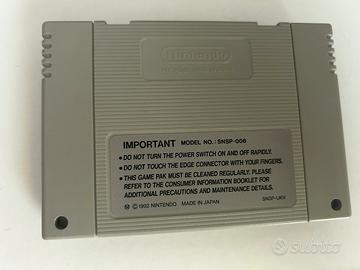 Nintendo
IMPORTANT MODEL NO.: SNSP-006
• DO NOT TURN THE POWER SWITCH ON AND OFF RAPIDLY.
• DO NOT TOUCH THE EDGE CONNECTOR WITH YOUR FINGERS.
• THIS GAME PAK MUST BE CLEANED REGULARLY. PLEASE
REFER TO THE CONSUMER INFORMATION BOOKLET FOR
ADDITIONAL PRECAUTIONS AND MAINTENANCE DETAILS.
Ⓜ © 1992 NINTENDO MADE IN JAPAN SNSP-UKV
subito